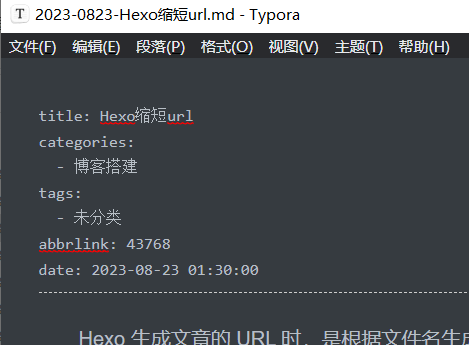 T 2023-0823-Hexo缩短url.md - Typora
文件(F) 编辑(E) 段落(P) 格式(O) 视图(V) 主题(T) 帮助(H)
title: Hexo缩短url
categories:
- 博客搭建
tags:
- 未分类
abbrlink: 43768
date: 2023-08-23 01:30:00
Hexo 生成文章的 URL 时，是根据文件名生成